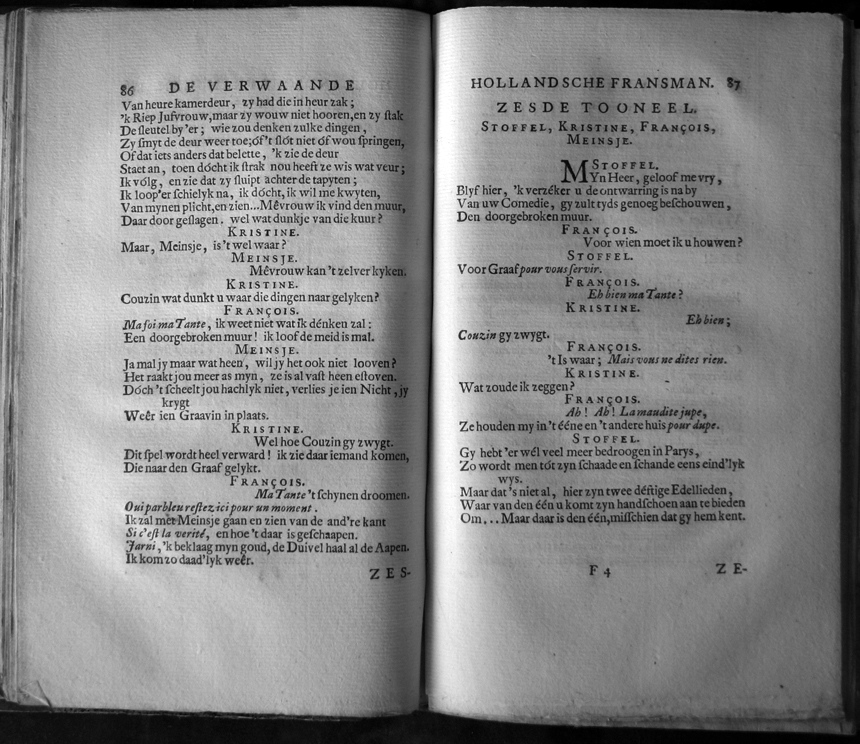 86 DE VERWAANDE
Van heure kamerdeur, zy had die in heur zak;
'k Riep Jufvrouw, maar zy wouw niet hooren, en zy ſtak
De ſleutel by'er; wie zou denken zulke dingen,
Zy ſmyt de deur weer toe; óf't ſlót niet óf wou ſpringen,
Of dat iets anders dat belette, 'k zie de deur
Staet an, toen dócht ik ſtrak nou heeft ze wis wat veur;
Ik vólg, en zie dat zy ſluipt achter de tapyten;
Ik loop'er ſchielyk na, ik dócht, ik wil me kwyten,
Van mynen plicht, en zien...Mêvrouw ik vind den muur,
Daar door geſlagen. wel wat dunkje van die kuur?
KRISTINE.
Maar, Meinsje, is't wel waar?
MEINSJE.
Mêvrouw kan't zelver kyken.
KRISTINE.
Couzin wat dunkt u waar die dingen naar gelyken?
FRANÇOIS.
Ma foi ma Tante, ik weet niet wat ik dénken zal:
Een doorgebroken muur! ik loof de meid is mal.
MEINSJE.
Ja mal jy maar wat heen, wil jy het ook niet looven?
Het raakt jou meer as myn, ze is al vaſt heen eſtoven.
Dóch't ſcheelt jou hachlyk niet, verlies je ien Nicht, jy
krygt
Weêr ien Graavin in plaats.
KRISTINE.
Wel hoe Couzin gy zwygt.
Dit ſpel wordt heel verward! ik zie daar iemand komen,
Die naar den Graaf gelykt.
FRANÇOIS.
Ma Tante 't ſchynen droomen.
Oui parbleu reſtez ici pour un moment.
Ik zal mêt Meinsje gaan en zien van de and're kant
Si c'eſt la verité, en hoe 't daar is geſchaapen.
Jarni, 'k beklaag myn goud, de Duivel haal al de Aapen.
Ik kom zo daad'lyk weêr.
ZES-
HOLLANDSCHE FRANSMAN. 87
ZESDE TOONEEL.
STOFFEL, KRISTINE, FRANÇOIS,
MEINSJE.
STOFFEL.
MYn Heer, geloof me vry,
Blyf hier, 'k verzéker u de ontwarring is na by
Van uw Comedie, gy zult tyds genoeg beſchouwen,
Den doorgebroken muur.
FRANÇOIS.
Voor wien moet ik u houwen?
STOFFEL.
Voor Graaf pour vous ſervir.
FRANÇOIS.
Eh bien ma Tante?
KRISTINE.
Eh bien;
Couzin gy zwygt.
FRANÇOIS.
't Is waar; Mais vous ne dites rien.
KRISTINE.
Wat zoude ik zeggen?
FRANÇOIS.
Ah! Ah! La maudite jupe,
Ze houden my in 't ééne en 't andere huis pour dupe.
STOFFEL.
Gy hebt 'er wél veel meer bedroogen in Parys,
Zo wordt men tót zyn ſchaade en ſchande eens eind'lyk
wys.
Maar dat 's niet al, hier zyn twee déftige Edellieden,
Waar van den één u komt zyn handſchoen aan te bieden
Om... Maar daar is den één, miſſchien dat gy hem kent.
F 4 ZE-